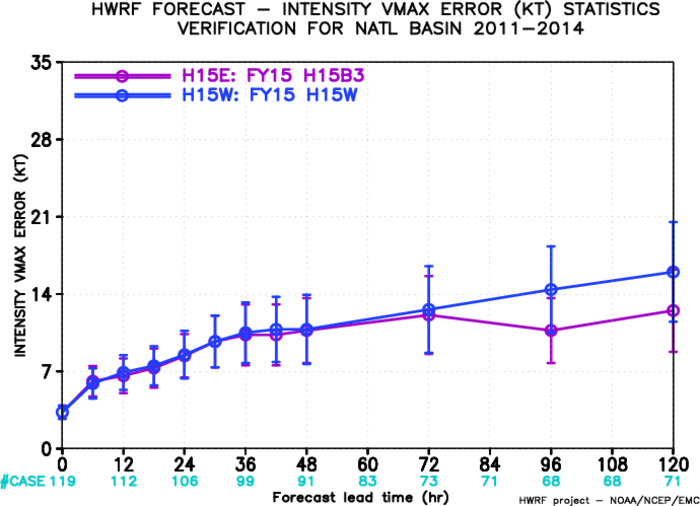 HWRF FORECAST – INTENSITY VMAX ERROR (KT) STATISTICS
VERIFICATION FOR NATL BASIN 2011–2014
H15E: FY15 H15B3
H15W: FY15 H15W
INTENSITY VMAX ERROR (KT)
35
28
21
14
7
0
0 12 24 36 48 60 72 84 96 108 120
#CASE 119 112 106 99 91 83 73 71 68 68 71
Forecast lead time (hr)
HWRF project – NOAA/NCEP/EMC